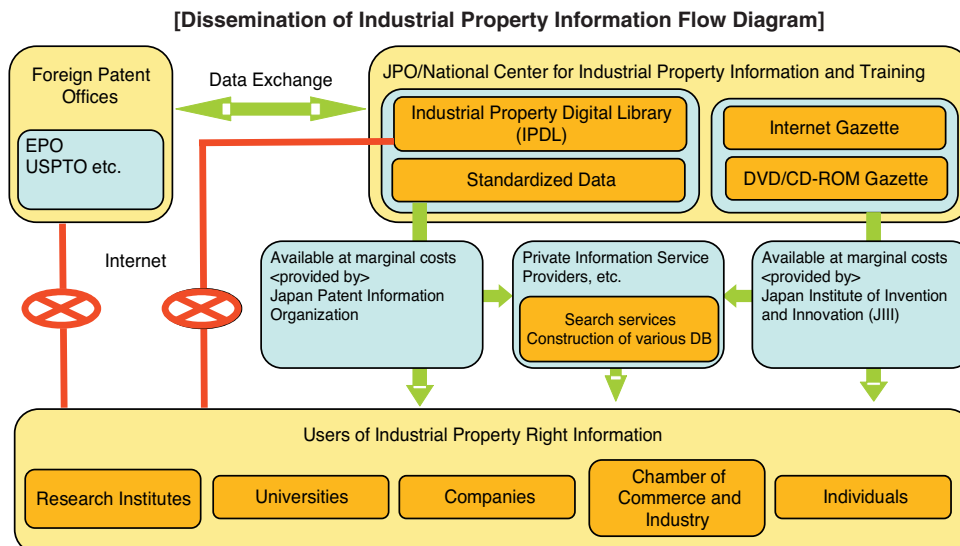 [Dissemination of Industrial Property Information Flow Diagram]
Foreign Patent
Offices
EPO
USPTO etc.
Data Exchange
JPO/National Center for Industrial Property Information and Training
Industrial Property Digital Library
(IPDL)
Standardized Data
Internet Gazette
DVD/CD-ROM Gazette
Internet
Available at marginal costs
<provided by>
Japan Patent Information
Organization
Private Information Service
Providers, etc.
Search services
Construction of various DB
Available at marginal costs
<provided by>
Japan Institute of Invention
and Innovation (JIII)
Users of Industrial Property Right Information
Research Institutes
Universities
Companies
Chamber of
Commerce and
Industry
Individuals